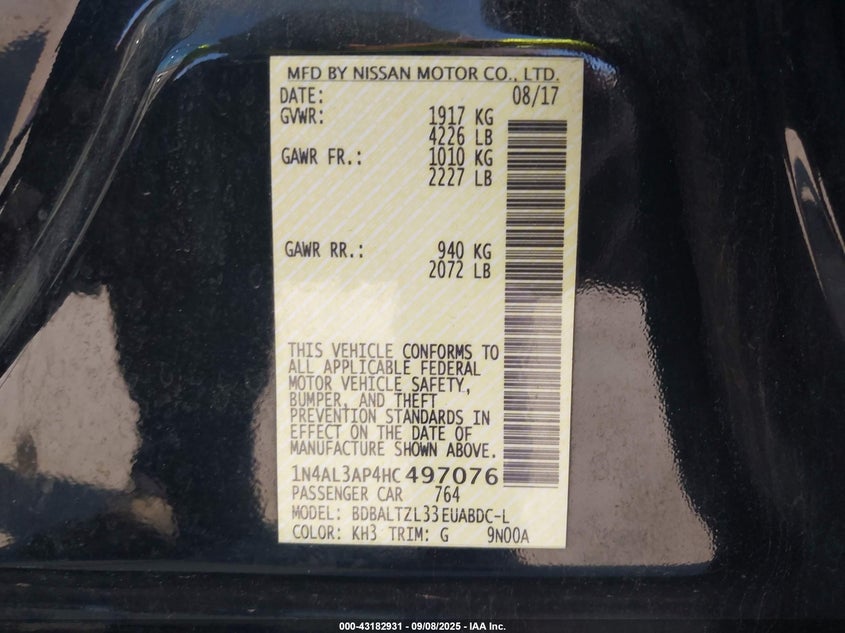 MFD BY NISSAN MOTOR CO., LTD.
DATE: 08/17
GVWR: 1917 KG
4226 LB
GAWR FR.: 1010 KG
2227 LB
GAWR RR.: 940 KG
2072 LB
THIS VEHICLE CONFORMS TO
ALL APPLICABLE FEDERAL
MOTOR VEHICLE SAFETY,
BUMPER, AND THEFT
PREVENTION STANDARDS IN
EFFECT ON THE DATE OF
MANUFACTURE SHOWN ABOVE.
1N4AL3AP4HC497076
PASSENGER CAR 764
MODEL: BDBALTZL33EUABDC-L
COLOR: KH3 TRIM: G 9N00A
000-43182931 - 09/08/2025 - IAA Inc.